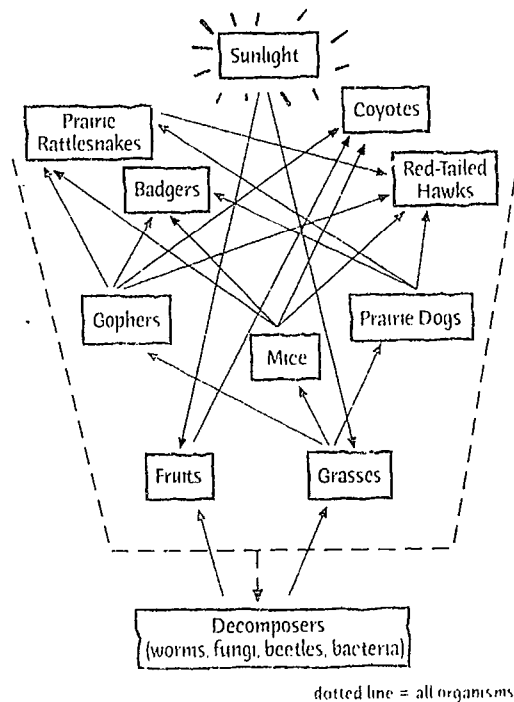 Sunlight
Coyotes
Prairie
Rattlesnakes
Red-Tailed
Hawks
Badgers
Gophers
Prairie Dogs
Mice
Fruits
Grasses
Decomposers
(worms, fungi, beetles, bacteria)
dotted line = all organisms